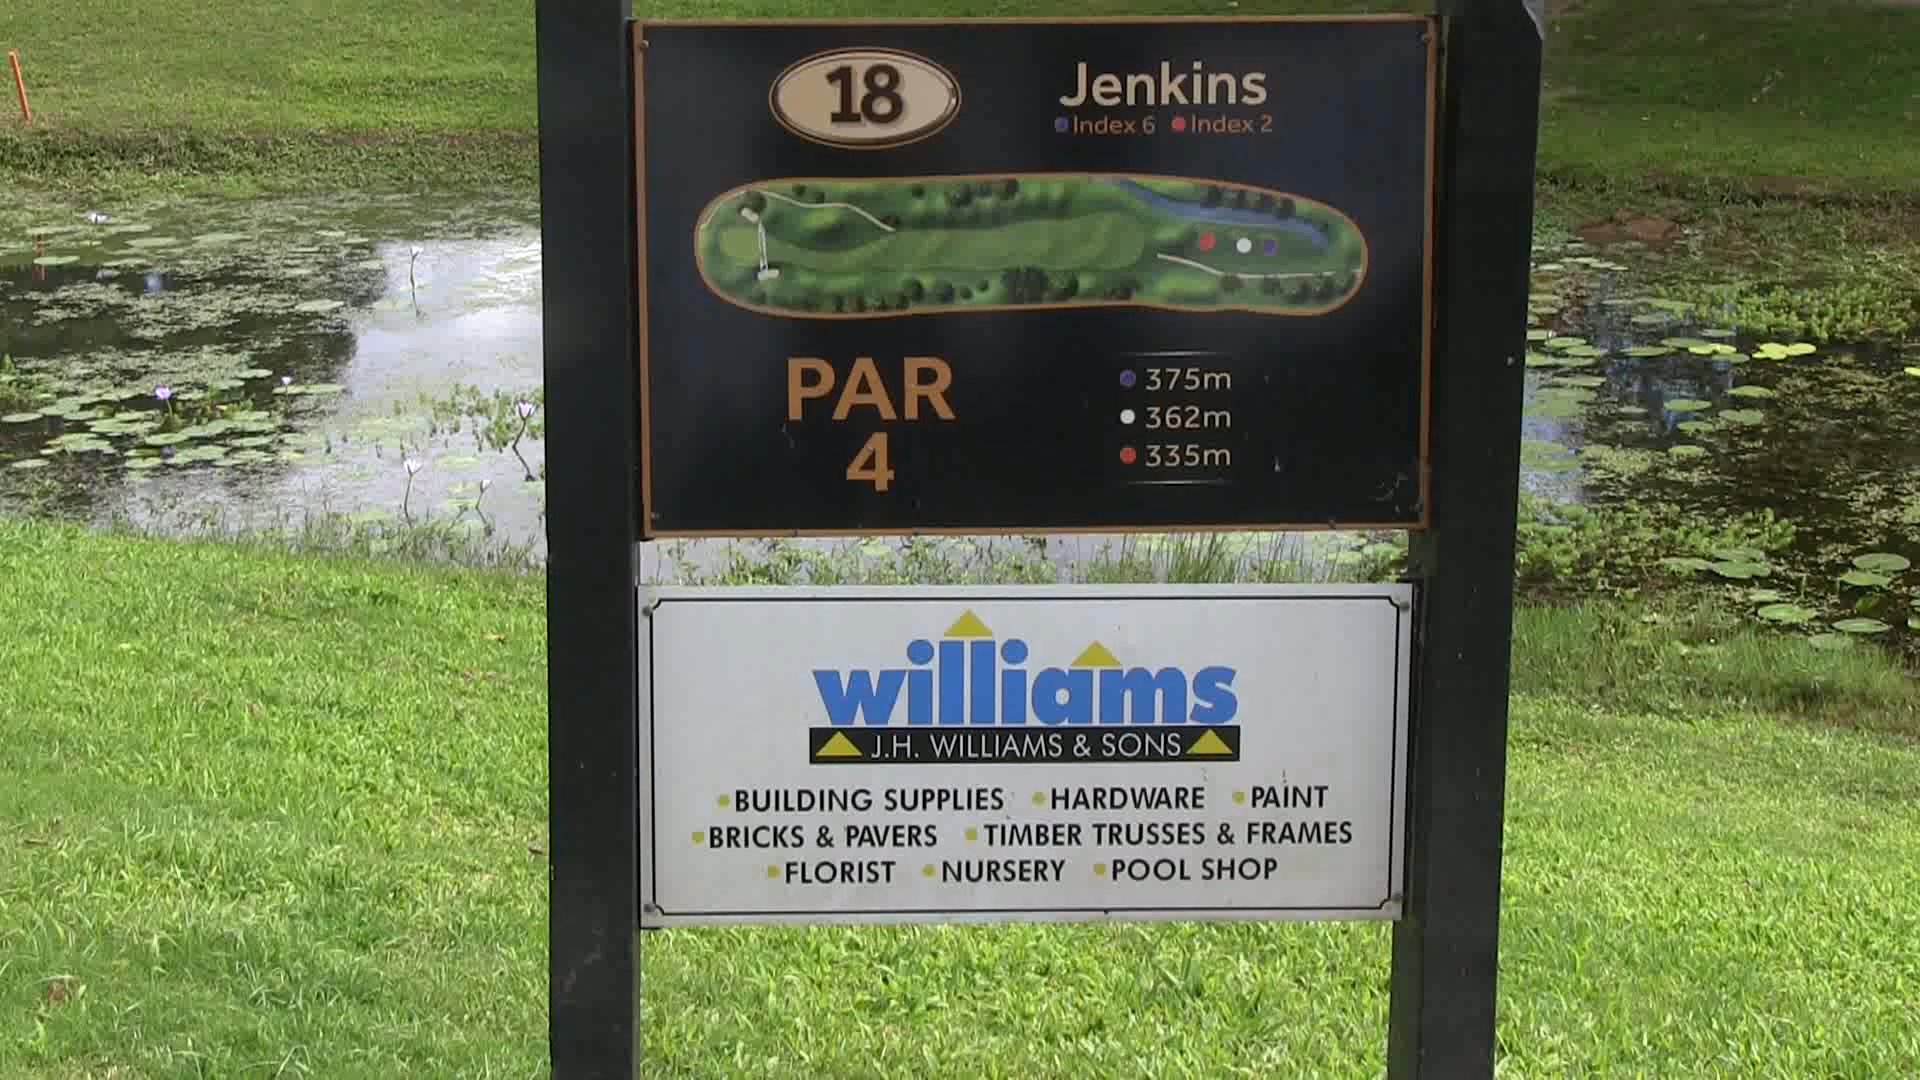 18
Jenkins
Index 6 Index 2
PAR
4
375m
362m
335m
williams
J.H. WILLIAMS & SONS
BUILDING SUPPLIES HARDWARE PAINT
BRICKS & PAVERS TIMBER TRUSSES & FRAMES
FLORIST NURSERY POOL SHOP